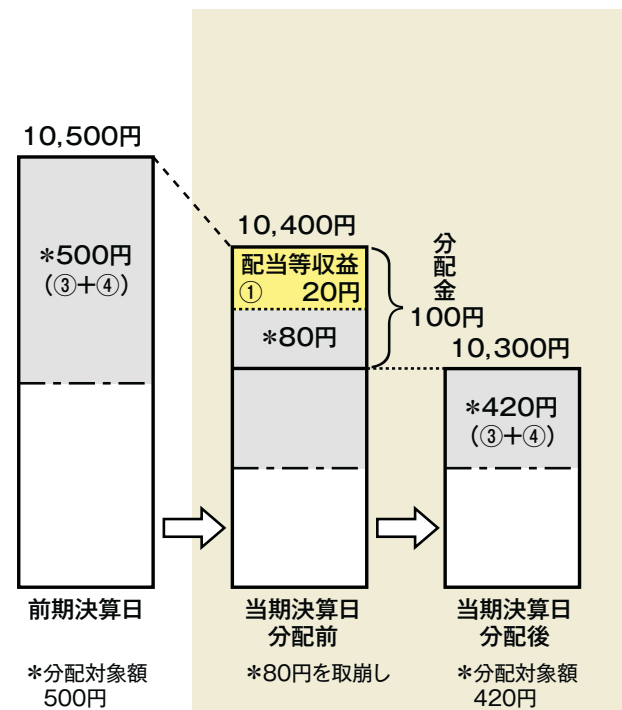 10,500円
*500円
(③+④)
前期決算日
*分配対象額
500円
10,400円
配当等収益
① 20円
*80円
分配金
100円
当期決算日
分配前
*80円を取崩し
10,300円
*420円
(③+④)
当期決算日
分配後
*分配対象額
420円